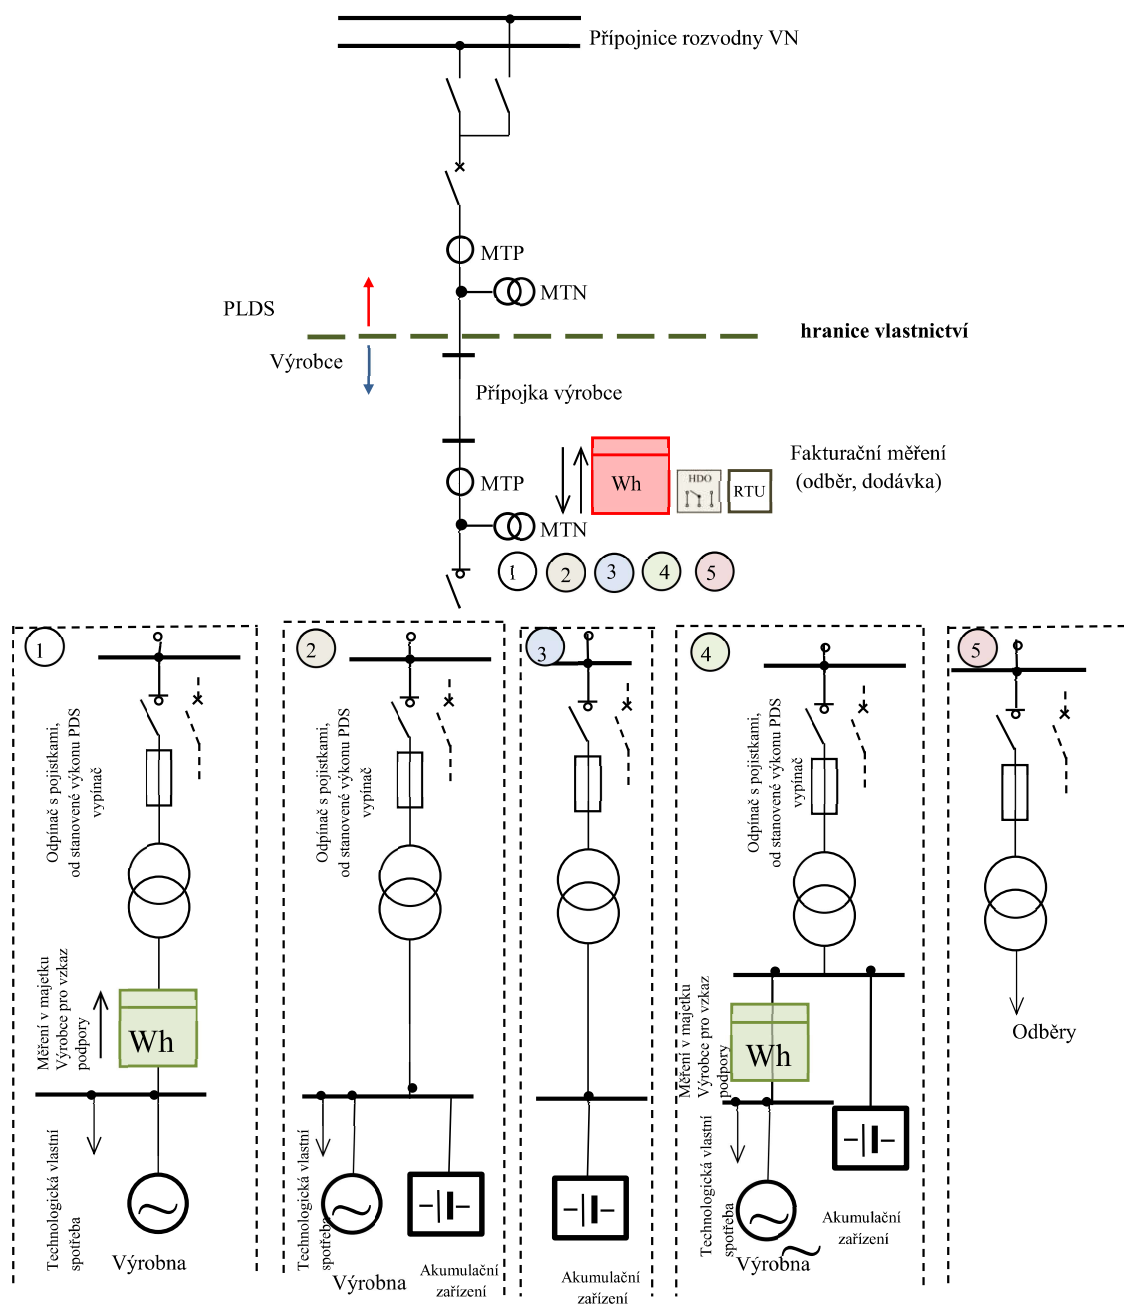 Přípojnice rozvodny VN
MTP
MTN
PLDS
hranice vlastnictví
Výrobce
Přípojka výrobce
Fakturační měření
(odběr, dodávka)
Wh
HDO
RTU
MTP
MTN
1
2
3
4
5
1
Odpínač s pojistkami,
od stanovené výkonu PDS
vypínač
Měření v majetku
Výrobce pro vzkaz
podpory
Wh
Technologická vlastní
spotřeba
Výrobna
2
Odpínač s pojistkami,
od stanovené výkonu PDS
vypínač
Technologická vlastní
spotřeba
Výrobna
Akumulační
zařízení
3
Akumulační
zařízení
4
Odpínač s pojistkami,
od stanovené výkonu PDS
vypínač
Měření v majetku
Výrobce pro vzkaz
podpory
Wh
Technologická vlastní
spotřeba
Výrobna
Akumulační
zařízení
5
Odběry